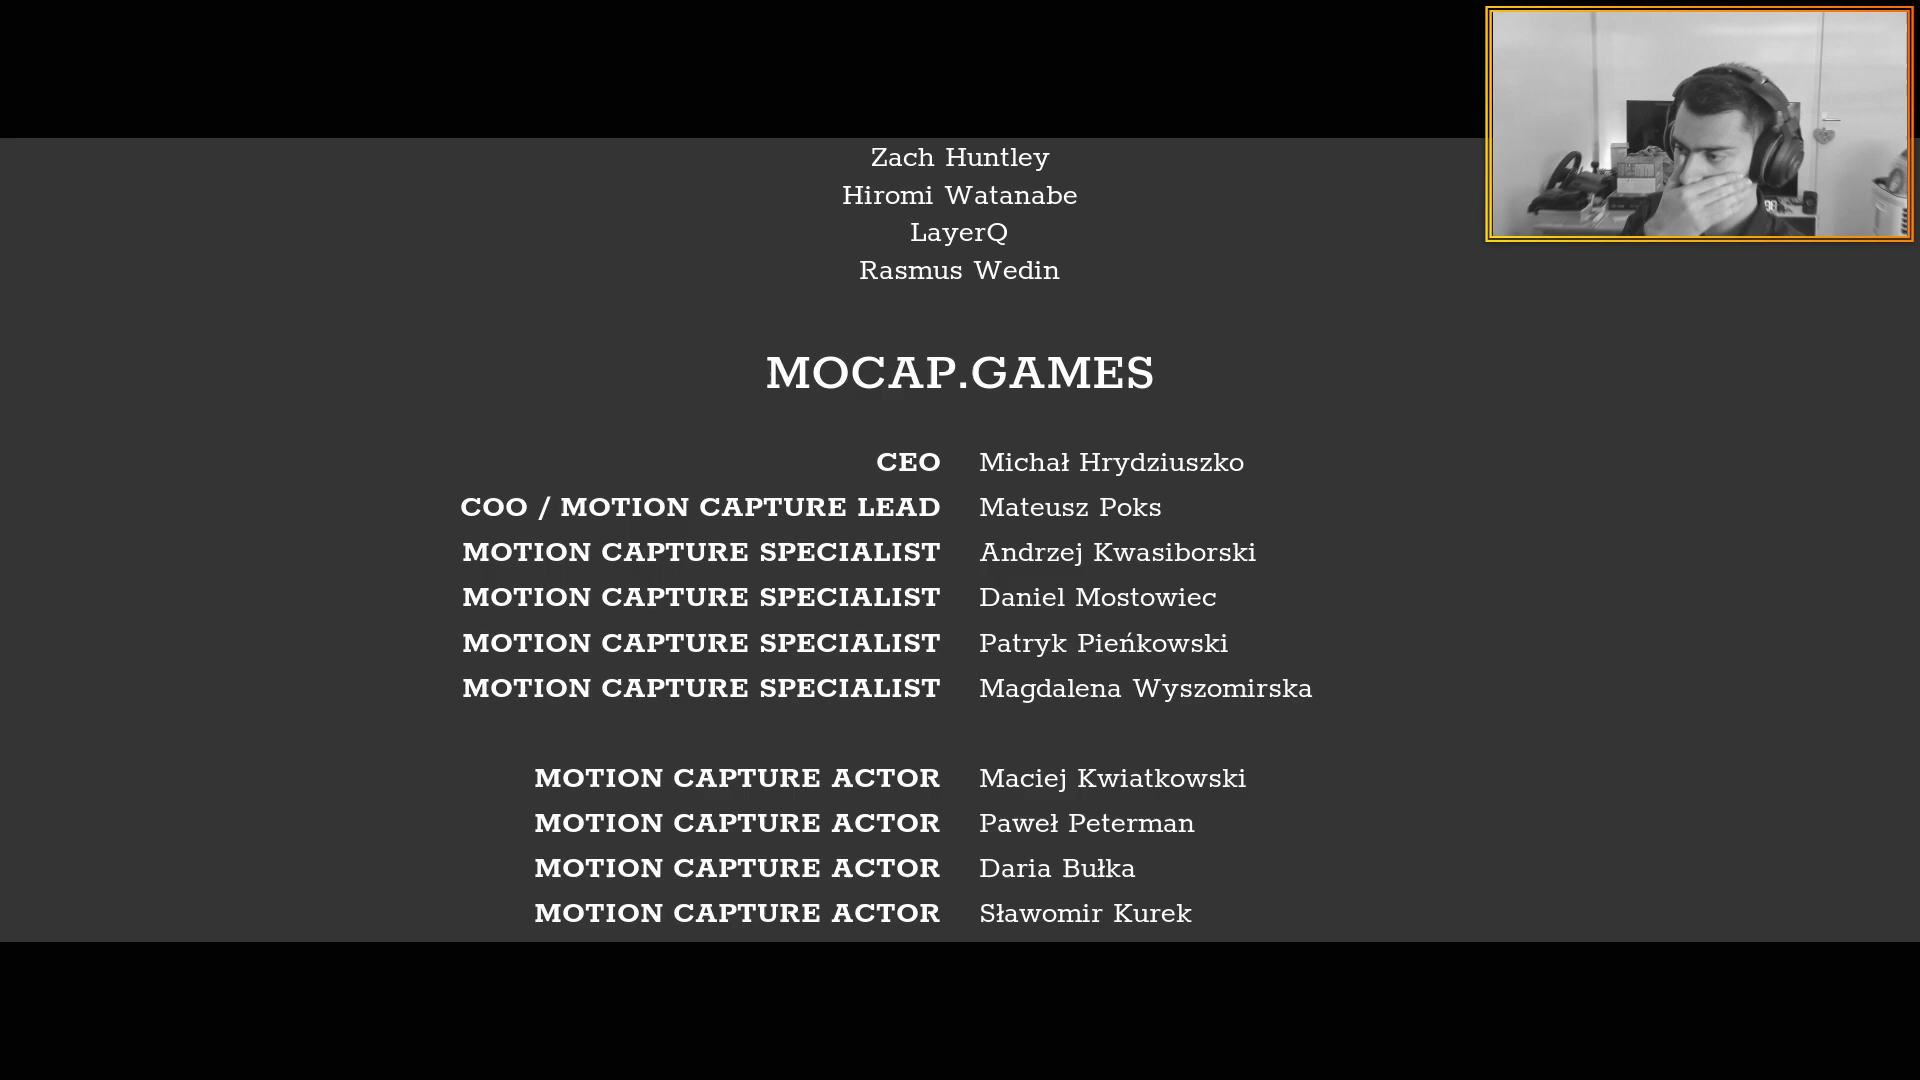 Zach Huntley
Hiromi Watanabe
LayerQ
Rasmus Wedin
MOCAP.GAMES
CEO Michał Hrydziuszko
COO / MOTION CAPTURE LEAD Mateusz Poks
MOTION CAPTURE SPECIALIST Andrzej Kwasiborski
MOTION CAPTURE SPECIALIST Daniel Mostowiec
MOTION CAPTURE SPECIALIST Patryk Pieńkowski
MOTION CAPTURE SPECIALIST Magdalena Wyszomirska
MOTION CAPTURE ACTOR Maciej Kwiatkowski
MOTION CAPTURE ACTOR Paweł Peterman
MOTION CAPTURE ACTOR Daria Bułka
MOTION CAPTURE ACTOR Sławomir Kurek